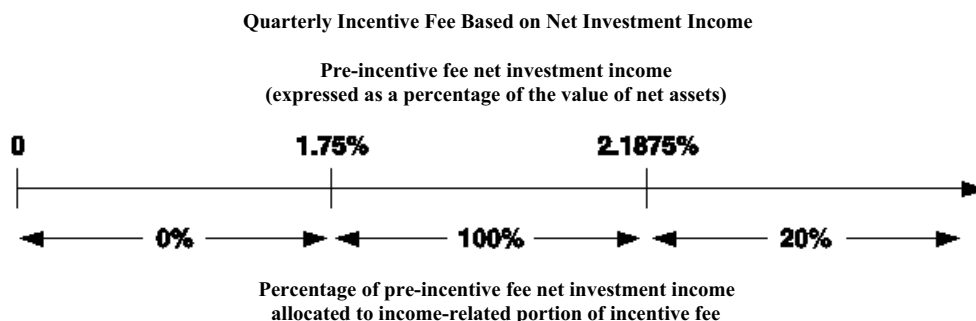 Quarterly Incentive Fee Based on Net Investment Income
Pre-incentive fee net investment income
(expressed as a percentage of the value of net assets)
0 1.75% 2.1875%
0% 100% 20%
Percentage of pre-incentive fee net investment income
allocated to income-related portion of incentive fee